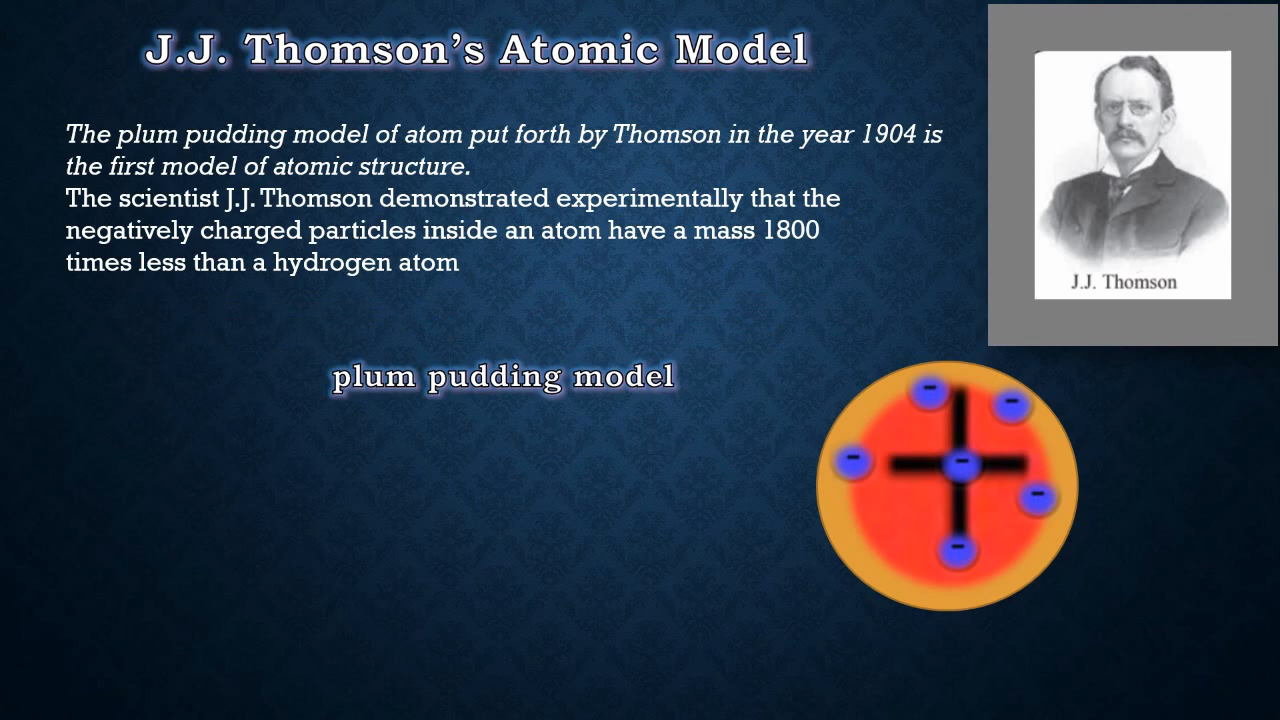 J.J. Thomson’s Atomic Model
The plum pudding model of atom put forth by Thomson in the year 1904 is
the first model of atomic structure.
The scientist J.J. Thomson demonstrated experimentally that the
negatively charged particles inside an atom have a mass 1800
times less than a hydrogen atom
J.J. Thomson
plum pudding model